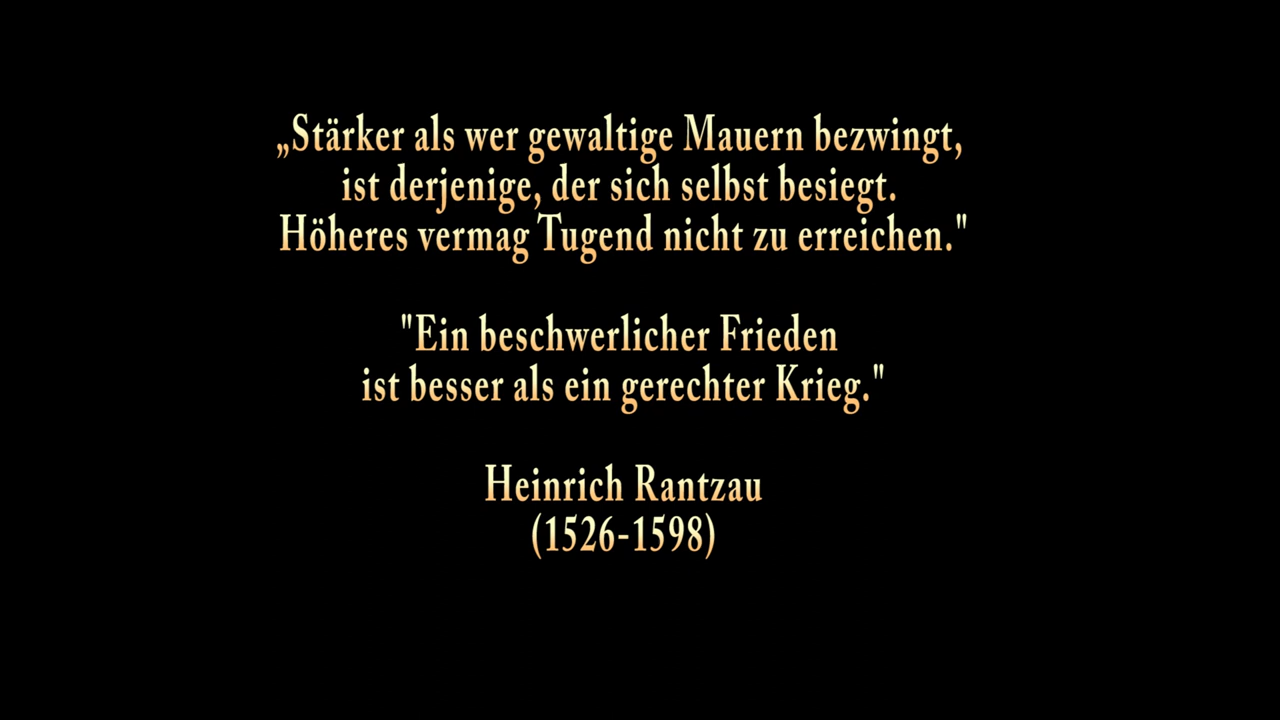 „Stärker als wer gewaltige Mauern bezwingt,
ist derjenige, der sich selbst besiegt.
Höheres vermag Tugend nicht zu erreichen."
"Ein beschwerlicher Frieden
ist besser als ein gerechter Krieg."
Heinrich Rantzau
(1526-1598)